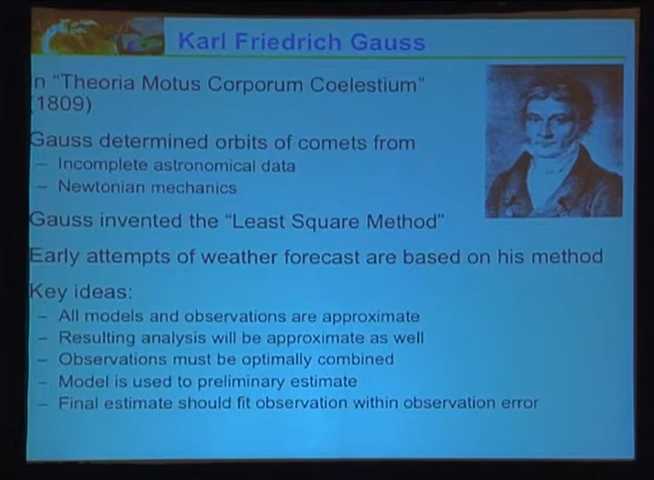 Karl Friedrich Gauss
n "Theoria Motus Corporum Coelestium"
(1809)
Gauss determined orbits of comets from
– Incomplete astronomical data
– Newtonian mechanics
Gauss invented the "Least Square Method"
Early attempts of weather forecast are based on his method
Key ideas:
– All models and observations are approximate
– Resulting analysis will be approximate as well
– Observations must be optimally combined
– Model is used to preliminary estimate
– Final estimate should fit observation within observation error